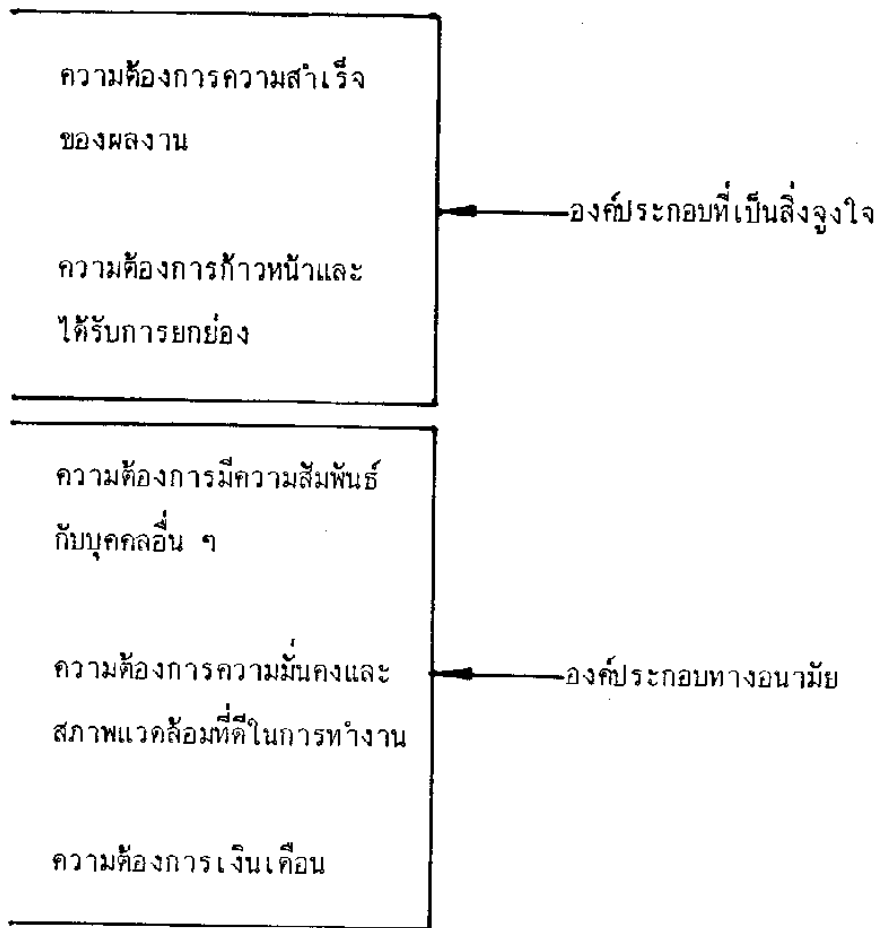 ความต้องการความสำเร็จ
ของผลงาน
องค์ประกอบที่เป็นสิ่งจูงใจ
ความต้องการก้าวหน้าและ
ได้รับการยกย่อง
ความต้องการมีความสัมพันธ์
กับบุคคลอื่น ๆ
ความต้องการความมั่นคงและ
องค์ประกอบทางอนามัย
สภาพแวดล้อมที่ดีในการทำงาน
ความต้องการเงินเดือน